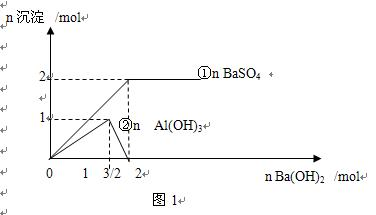 n 沉淀 /mol
①n BaSO₄
2
②n Al(OH)₃
1
0 1 3/2 2 n Ba(OH)₂ /mol
图 1